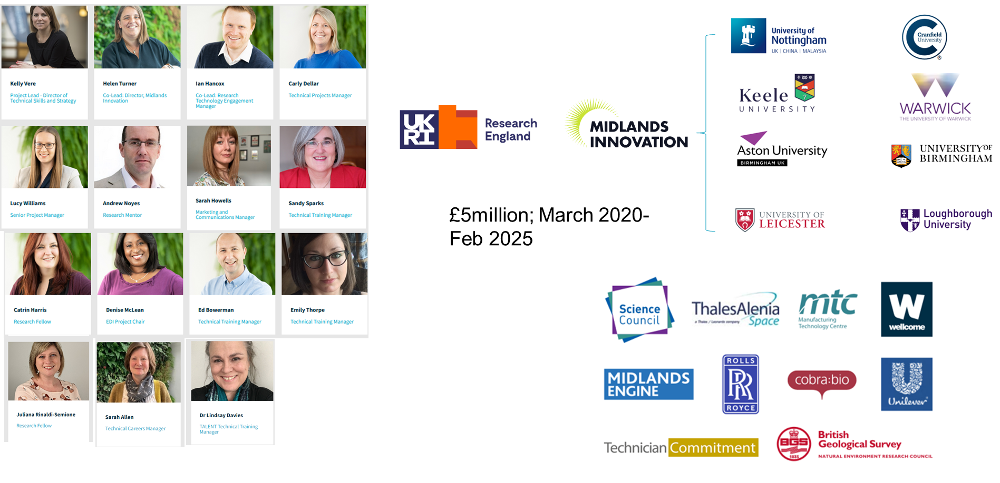 Kelly Vere
Project Lead - Director of
Technical Skills and Strategy
Helen Turner
Co-Lead: Director, Midlands
Innovation
Ian Hancox
Co-Lead: Research
Technology Engagement
Manager
Carly Dellar
Technical Projects Manager
Lucy Williams
Senior Project Manager
Andrew Noyes
Research Mentor
Sarah Howells
Marketing and
Communications Manager
Sandy Sparks
Technical Training Manager
Catrin Harris
Research Fellow
Denise McLean
EDI Project Chair
Ed Bowerman
Technical Training Manager
Emily Thorpe
Technical Training Manager
Juliana Rinaldi-Semione
Research Fellow
Sarah Allen
Technical Careers Manager
Dr Lindsay Davies
TALENT Technical Training
Manager
UK
RI
Research
England
MIDLANDS
INNOVATION
£5million; March 2020-
Feb 2025
University of
Nottingham
UK | CHINA | MALAYSIA
Cranfield
University
®
Keele
UNIVERSITY
WARWICK
THE UNIVERSITY OF WARWICK
Aston University
BIRMINGHAM UK
UNIVERSITY OF
BIRMINGHAM
UNIVERSITY OF
LEICESTER
Loughborough
University
Science
Council
ThalesAlenia
a Thales / Leonardo company
Space
mtc
Manufacturing
Technology Centre
W
wellcome
MIDLANDS
ENGINE
ROLLS
RR
ROYCE
cobra:bio
Unilever
Technician Commitment
BGS
1835
British
Geological Survey
NATURAL ENVIRONMENT RESEARCH COUNCIL